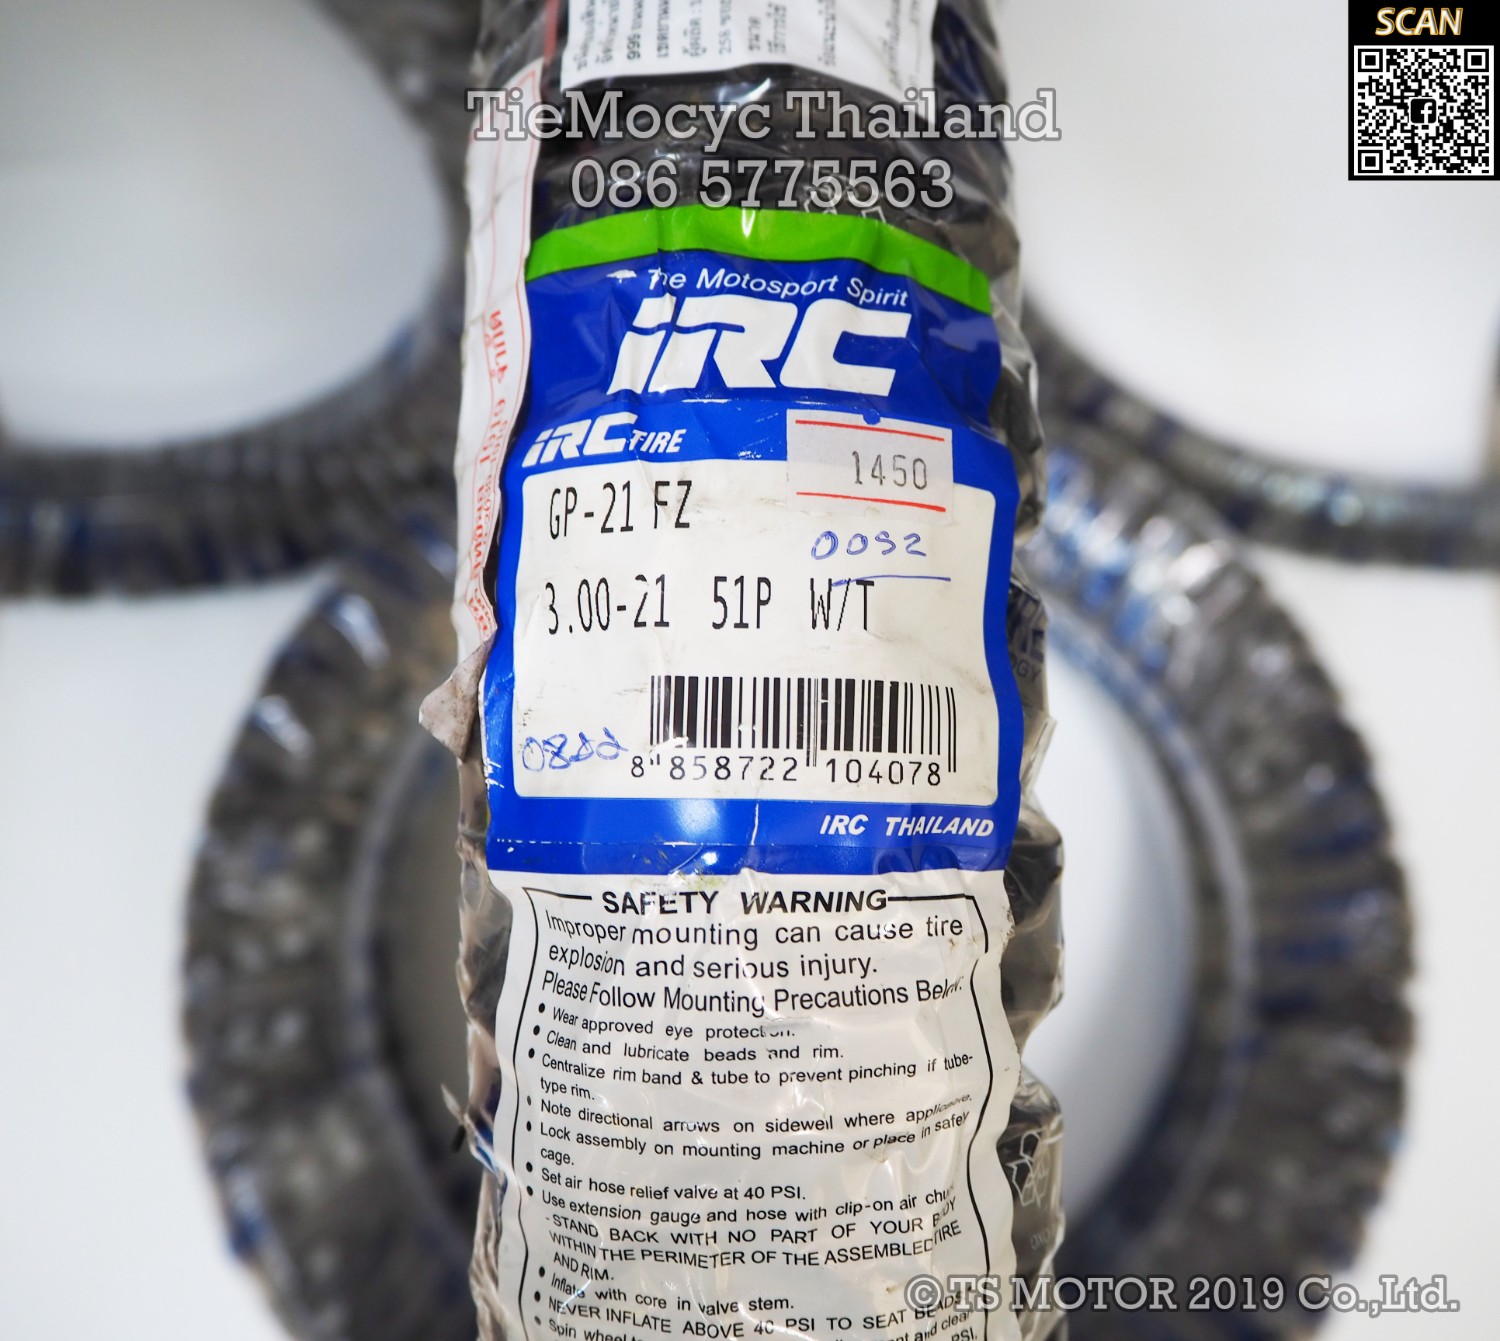 SCAN
TieMocyc Thailand
086 5775563
The Motosport Spirit
iRC
iRC TIRE
1450
GP-21 FZ
0092
3.00-21 51P W/T
8 858722 104078
IRC THAILAND
SAFETY WARNING
Improper mounting can cause tire
explosion and serious injury.
Please Follow Mounting Precautions Below.
• Wear approved eye protection.
• Clean and lubricate beads and rim.
• Centralize rim band & tube to prevent pinching if tube-
type rim.
• Note directional arrows on sidewell where applicable.
• Lock assembly on mounting machine or place in safey
cage.
• Set air hose relief valve at 40 PSI.
• Use extension gauge and hose with clip-on air chuck
-STAND BACK WITH NO PART OF YOUR BODY
WITHIN THE PERIMETER OF THE ASSEMBLED TIRE
AND RIM.
• Inflate with core in valve stem.
• NEVER INFLATE ABOVE 40 PSI TO SEAT BEADS.
• Spin wheel
PSI.
©TS MOTOR 2019 Co.,Ltd.